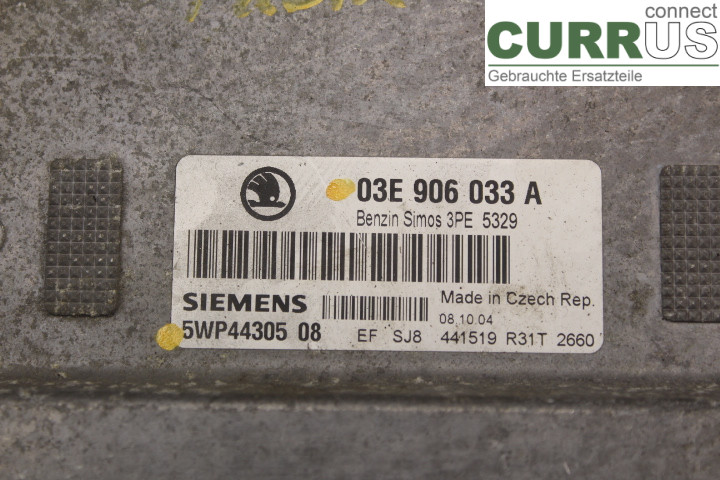 connect
CURRUS
Gebrauchte Ersatzteile
03E 906 033 A
Benzin Simos 3PE 5329
SIEMENS
Made in Czech Rep.
08.10.04
5WP44305 08
EF SJ8 441519 R31T 2660